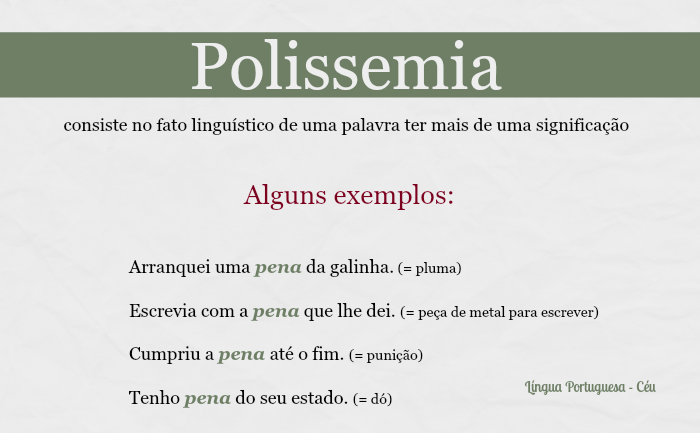 Polissemia
consiste no fato linguístico de uma palavra ter mais de uma significação
Alguns exemplos:
Arranquei uma pena da galinha. (= pluma)
Escrevia com a pena que lhe dei. (= peça de metal para escrever)
Cumpriu a pena até o fim. (= punição)
Tenho pena do seu estado. (= dó)
Língua Portuguesa - Céu